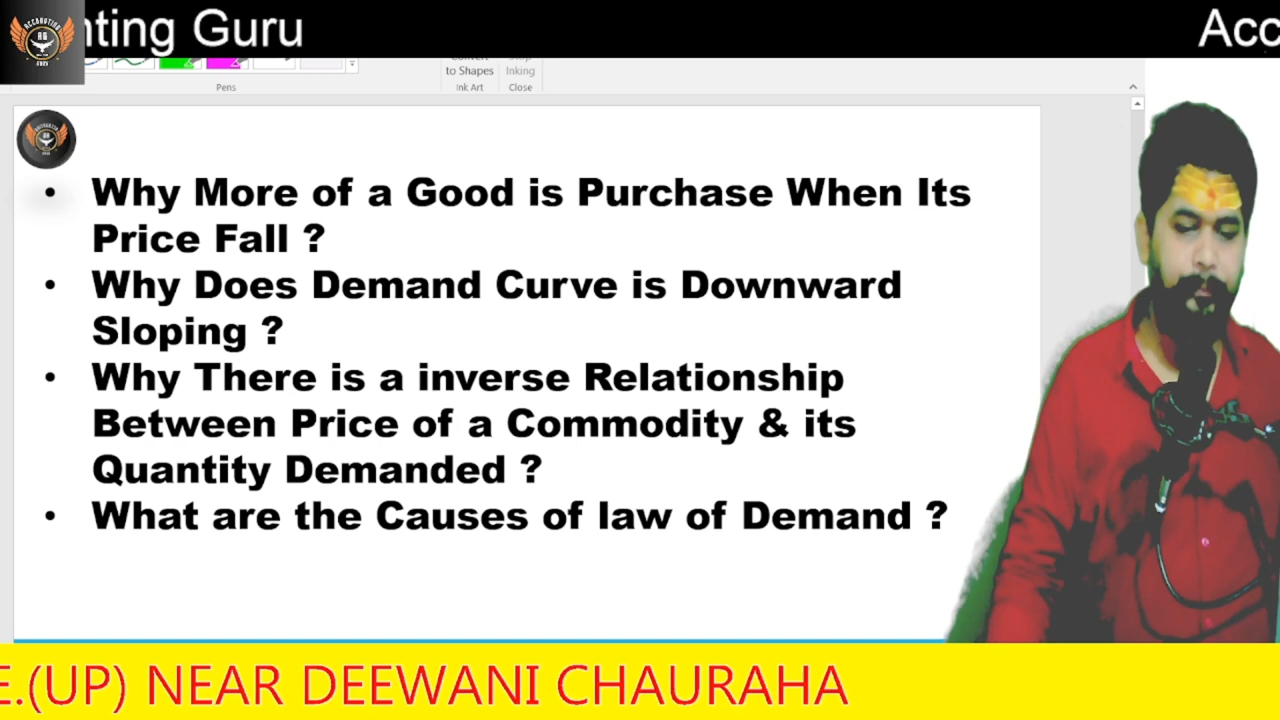 nting Guru
Acc
to Shapes
Inking
Pens
Ink Art
Close
Why More of a Good is Purchase When Its
Price Fall ?
Why Does Demand Curve is Downward
Sloping ?
Why There is a inverse Relationship
Between Price of a Commodity & its
Quantity Demanded ?
What are the Causes of law of Demand ?
E.(UP) NEAR DEEWANI CHAURAHA